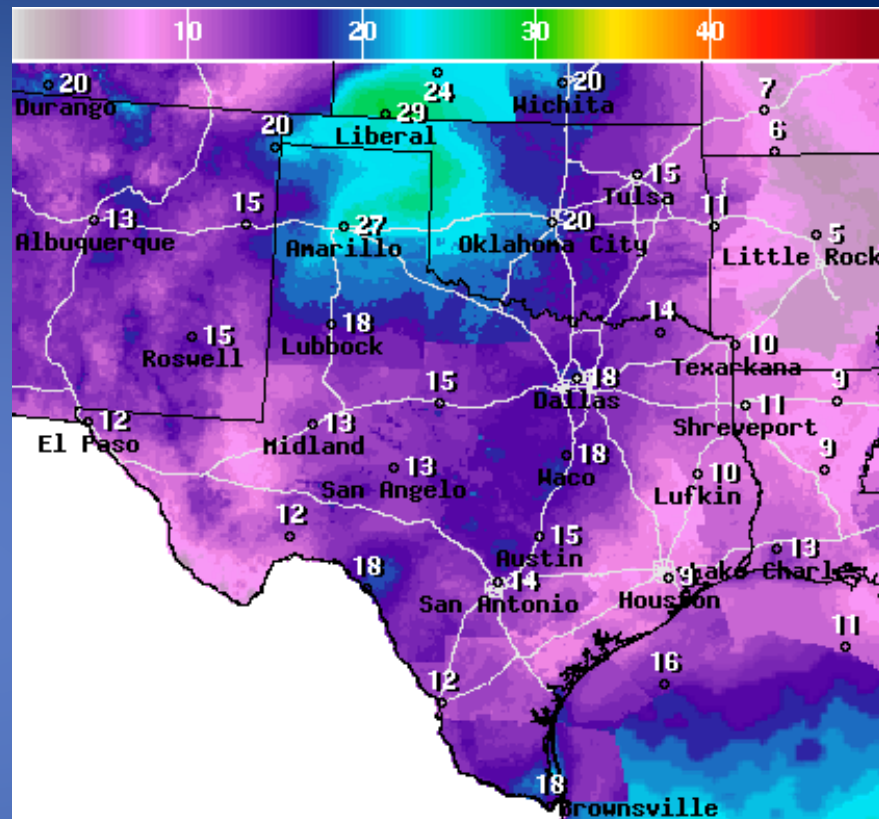 10 20 30 40
20 24 20 7
Durango Wichita
29
Liberal
20 6
15
Tulsa
13 15 27 20 11 5
Albuquerque Amarillo Oklahoma City Little Rock
15 18 14 10
Roswell Lubbock Texarkana
15 18 11 9
Dallas Shreveport
12 13
El Paso Midland
13 18 10 9
San Angelo Waco Lufkin
12 15 13
Austin Lake Charles
18 14 9
San Antonio Houston
11
16
12
18
Brownsville